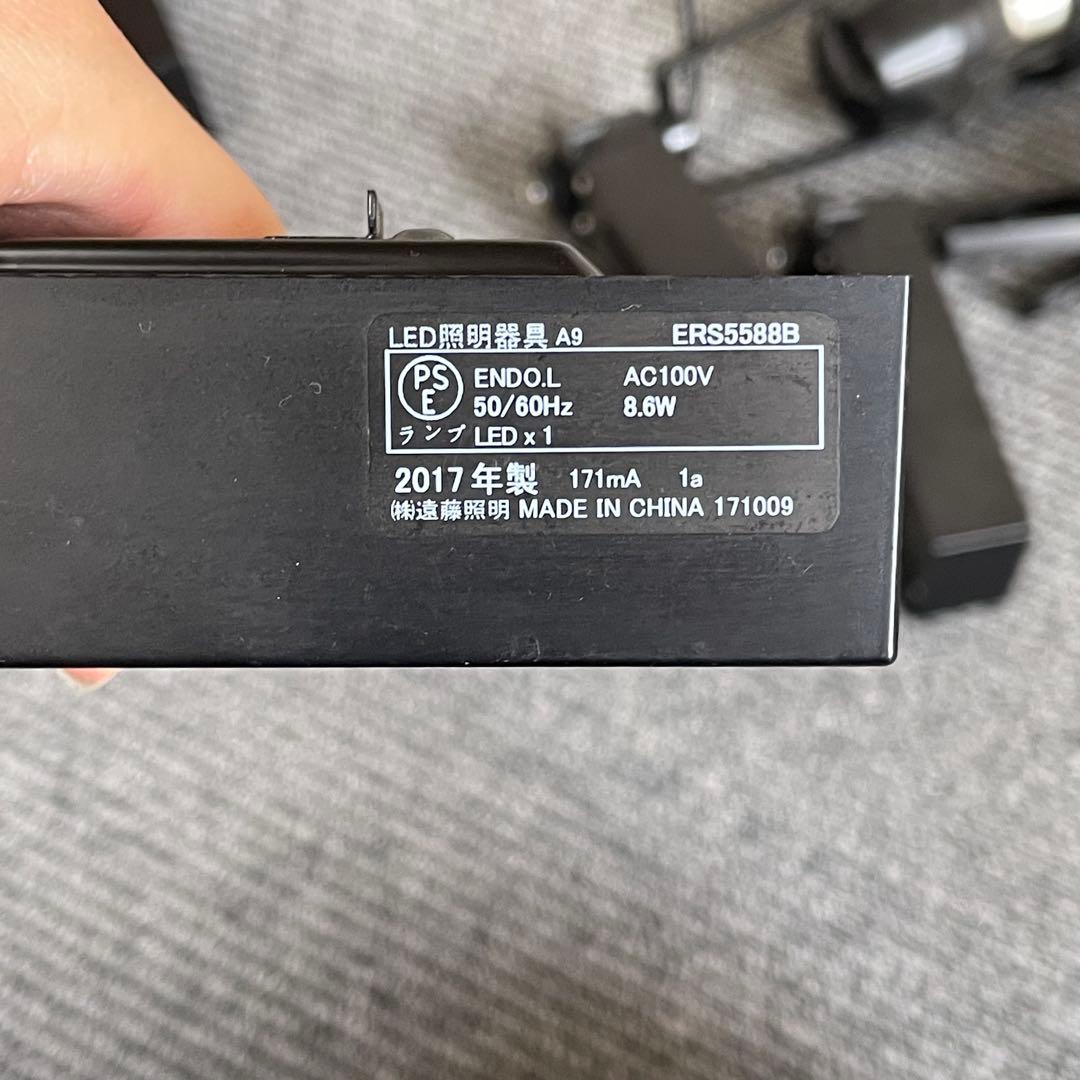 LED照明器具 A9 ERS5588B
PSE ENDO.L AC100V
50/60Hz 8.6W
ランプ LED x 1
2017年製 171mA 1a
㈱遠藤照明 MADE IN CHINA 171009